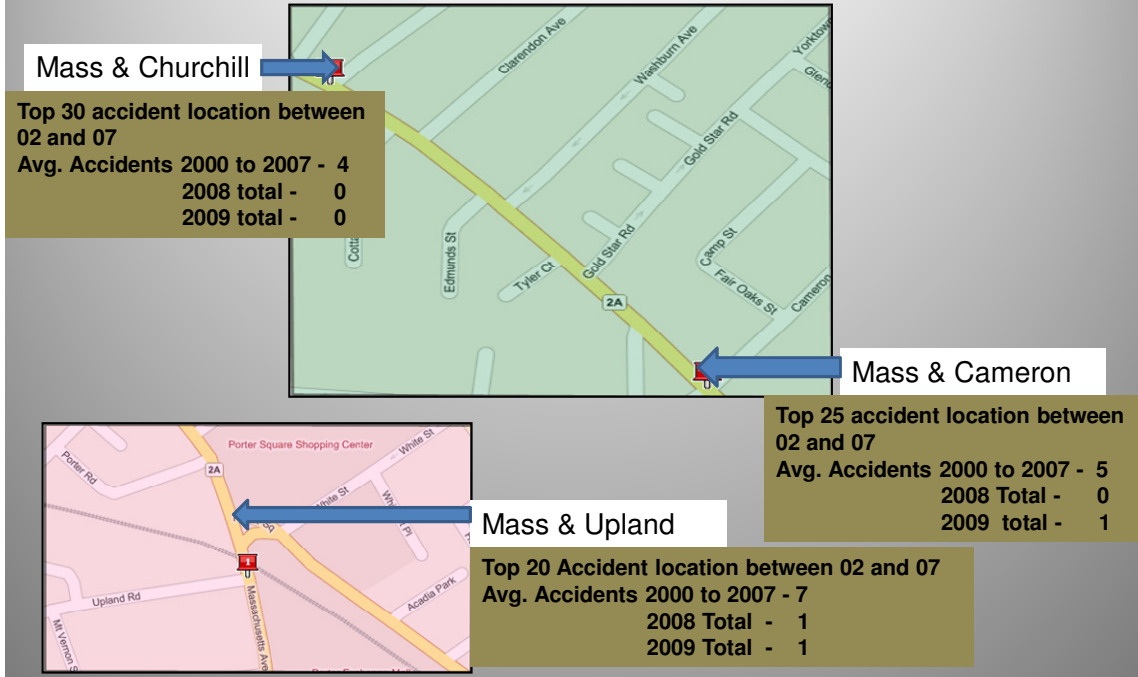 Mass & Churchill
Top 30 accident location between
02 and 07
Avg. Accidents 2000 to 2007 - 4
2008 total - 0
2009 total - 0
Clarendon Ave
Washburn Ave
Yorktown
Gold Star Rd
Gold Star Rd
Edmunds St
Tyler Ct
Camp St
Fair Oaks St
Cameron
2A
Mass & Cameron
Top 25 accident location between
02 and 07
Avg. Accidents 2000 to 2007 - 5
2008 Total - 0
2009 total - 1
Porter Square Shopping Center
White St
Porter Rd
2A
White St
1
Upland Rd
Massachusetts Ave
Acadia Park
Mass & Upland
Top 20 Accident location between 02 and 07
Avg. Accidents 2000 to 2007 - 7
2008 Total - 1
2009 Total - 1